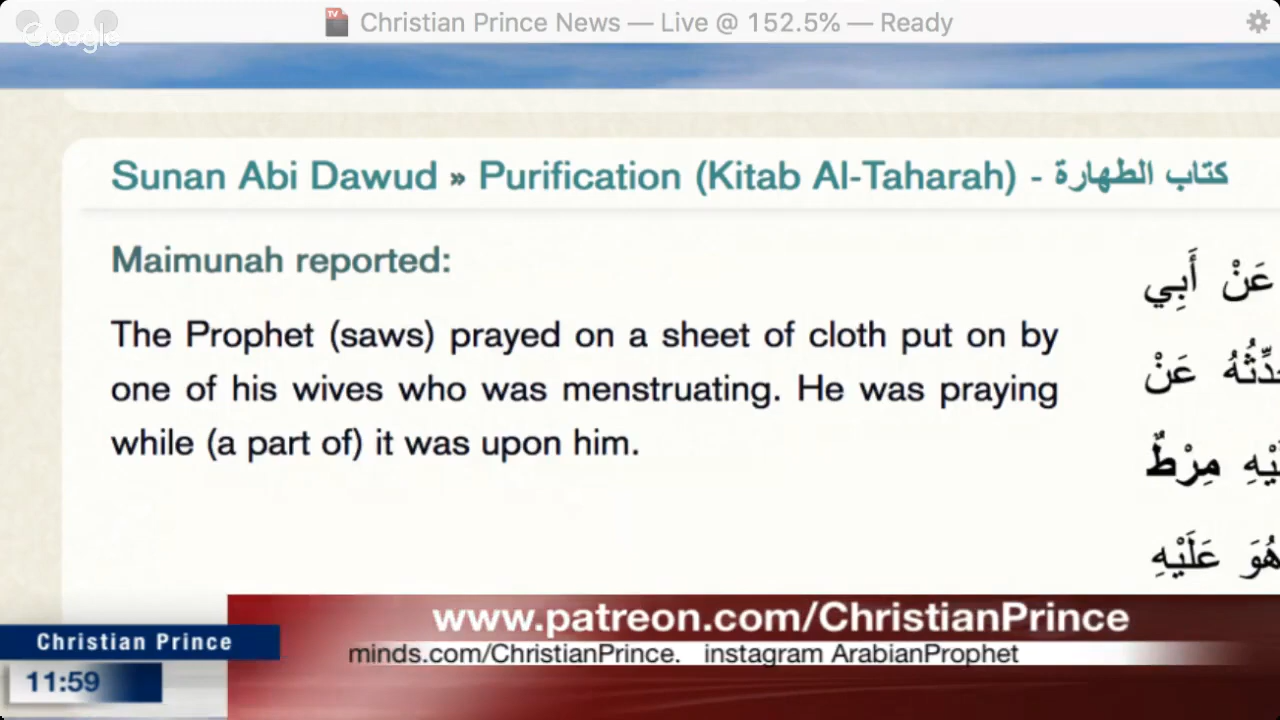 Christian Prince News — Live @ 152.5% — Ready
Google
Sunan Abi Dawud » Purification (Kitab Al-Taharah) - كتاب الطهارة
Maimunah reported:
عَنْ أَبِي
The Prophet (saws) prayed on a sheet of cloth put on by
one of his wives who was menstruating. He was praying
عَنْ
while (a part of) it was upon him.
مِرْطٌ
عَلَيْهِ
www.patreon.com/ChristianPrince
Christian Prince
minds.com/ChristianPrince. instagram ArabianProphet
11:59